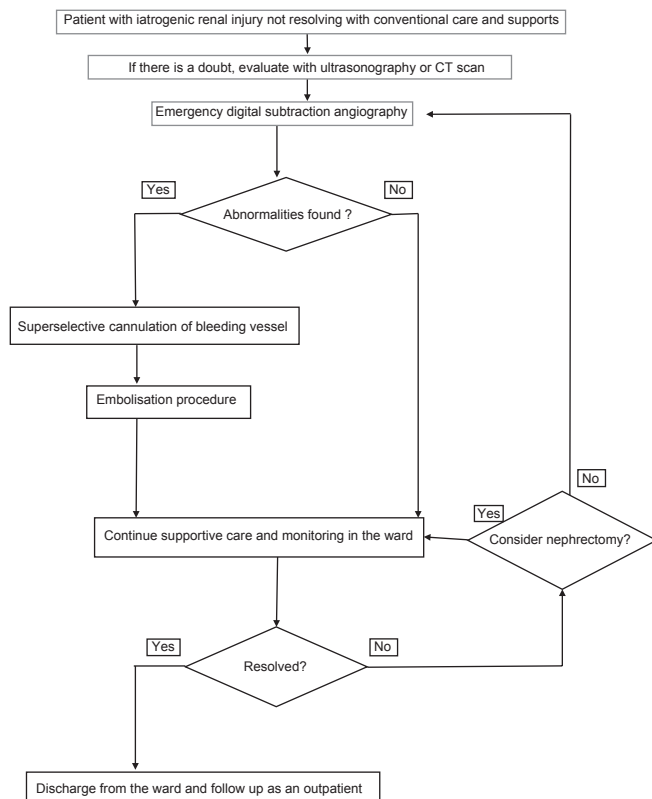 Patient with iatrogenic renal injury not resolving with conventional care and supports
If there is a doubt, evaluate with ultrasonography or CT scan
Emergency digital subtraction angiography
Yes
No
Abnormalities found ?
Superselective cannulation of bleeding vessel
Embolisation procedure
No
Yes
Continue supportive care and monitoring in the ward
Consider nephrectomy?
Yes
No
Resolved?
Discharge from the ward and follow up as an outpatient